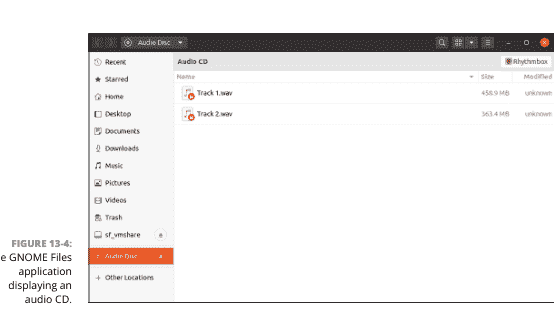 Audio Disc
Audio CD
Rhythmbox
Name
Size
Modified
Track 1.wav
458.9 MB
unknown
Track 2.wav
363.4 MB
unknown
Recent
Starred
Home
Desktop
Documents
Downloads
Music
Pictures
Videos
Trash
sf_vmshare
Audio Disc
+ Other Locations
FIGURE 13-4:
e GNOME Files
application
displaying an
audio CD.